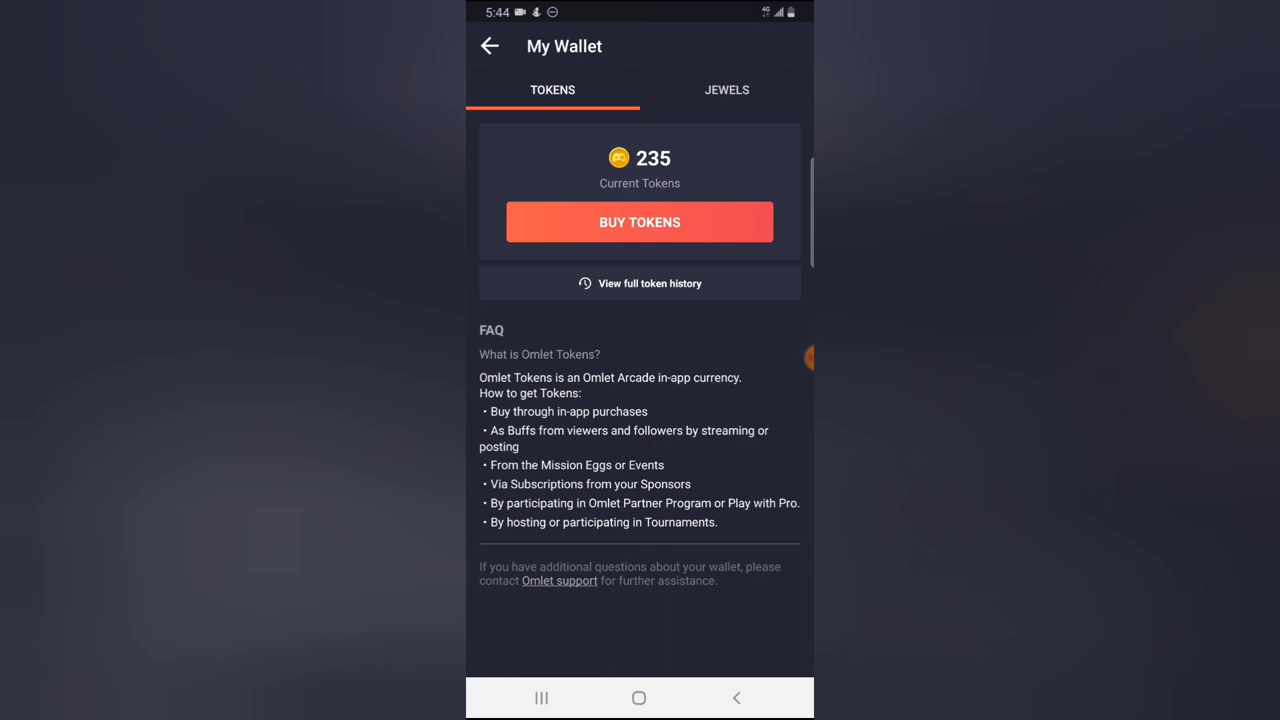 5:44
4G
My Wallet
TOKENS
JEWELS
235
Current Tokens
BUY TOKENS
View full token history
FAQ
What is Omlet Tokens?
Omlet Tokens is an Omlet Arcade in-app currency.
How to get Tokens:
• Buy through in-app purchases
• As Buffs from viewers and followers by streaming or
posting
• From the Mission Eggs or Events
• Via Subscriptions from your Sponsors
• By participating in Omlet Partner Program or Play with Pro.
• By hosting or participating in Tournaments.
If you have additional questions about your wallet, please
contact Omlet support for further assistance.